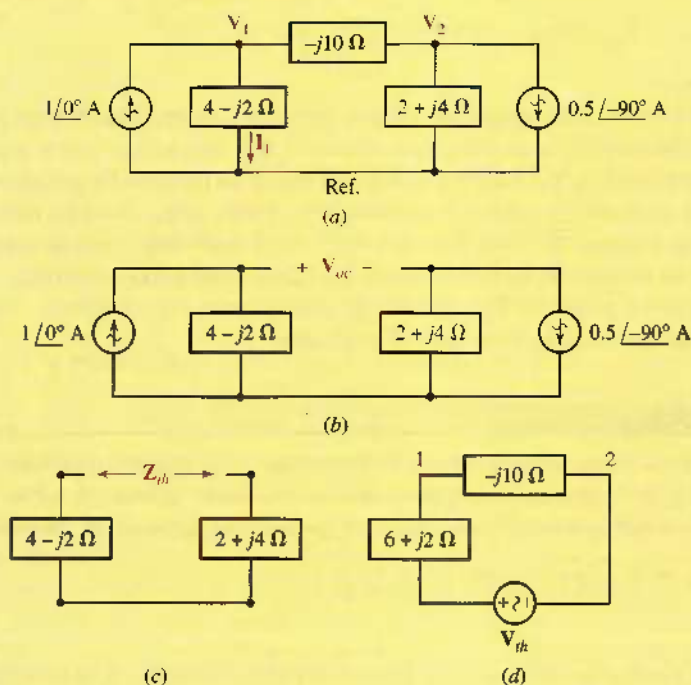 V₁ V₂
–j10 Ω
1/0° A 4 – j2 Ω 2 + j4 Ω 0.5 /–90° A
I₁
Ref.
(a)
+ Voc –
1 /0° A 4 – j2 Ω 2 + j4 Ω 0.5 /–90° A
(b)
Zth
4 – j2 Ω 2 + j4 Ω
(c)
1 –j10 Ω 2
6 + j2 Ω
+ –
Vth
(d)